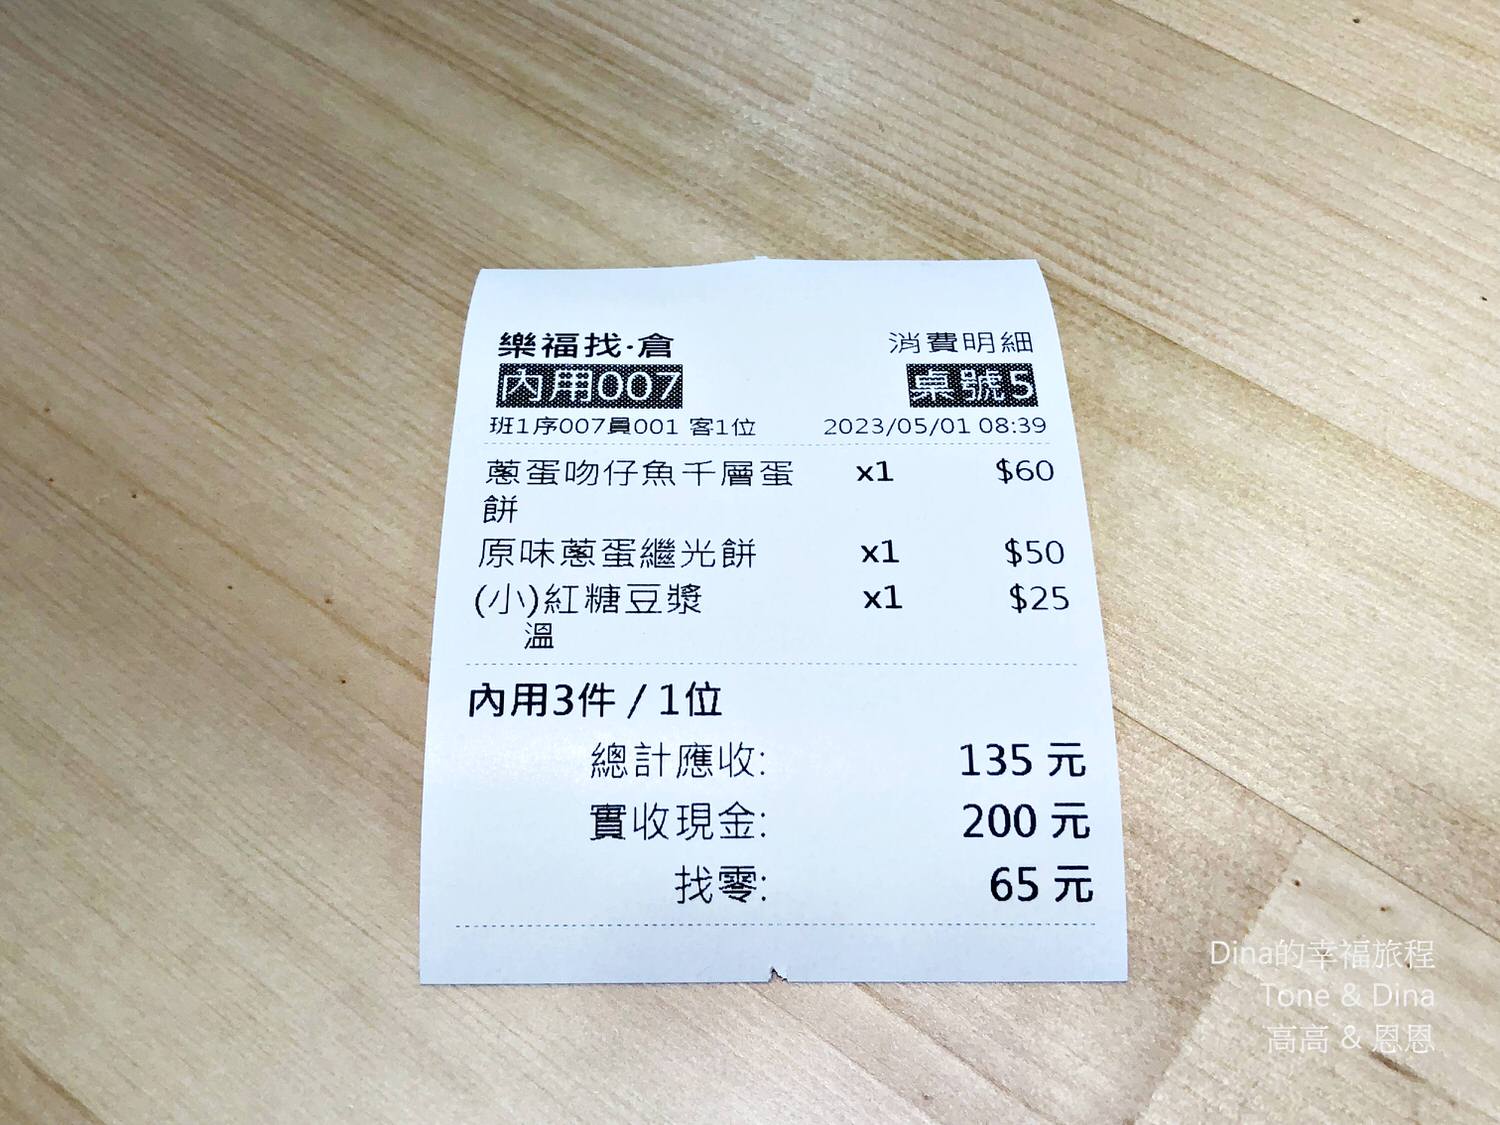 樂福找·倉 消費明細
內用007 桌號5
班1序007員001 客1位 2023/05/01 08:39
蔥蛋吻仔魚千層蛋 x1 $60
餅
原味蔥蛋繼光餅 x1 $50
(小)紅糖豆漿 x1 $25
溫
內用3件 / 1位
總計應收: 135 元
實收現金: 200 元
找零: 65 元
Dina的幸福旅程
Tone & Dina
高高 & 恩恩